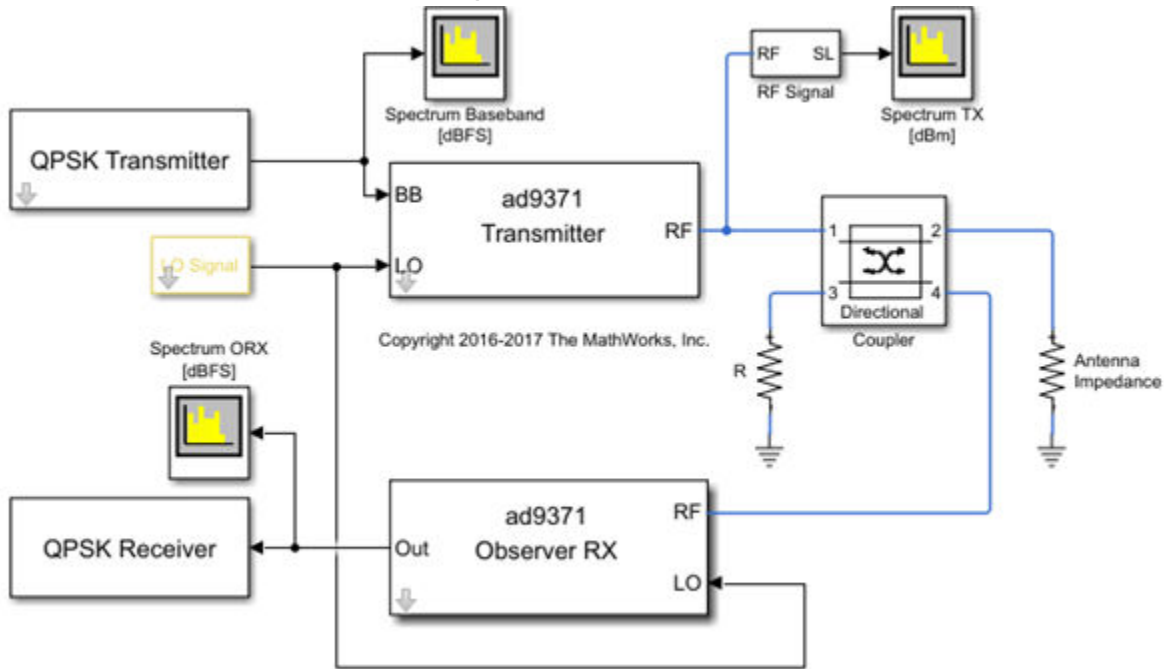 RF SL
RF Signal
Spectrum Baseband
[dBFS]
Spectrum TX
[dBm]
QPSK Transmitter
BB
ad9371
Transmitter
RF
LO
LO Signal
1 2
3 4
Directional
Coupler
Copyright 2016-2017 The MathWorks, Inc.
Spectrum ORX
[dBFS]
R
Antenna
Impedance
QPSK Receiver
Out
ad9371
Observer RX
RF
LO